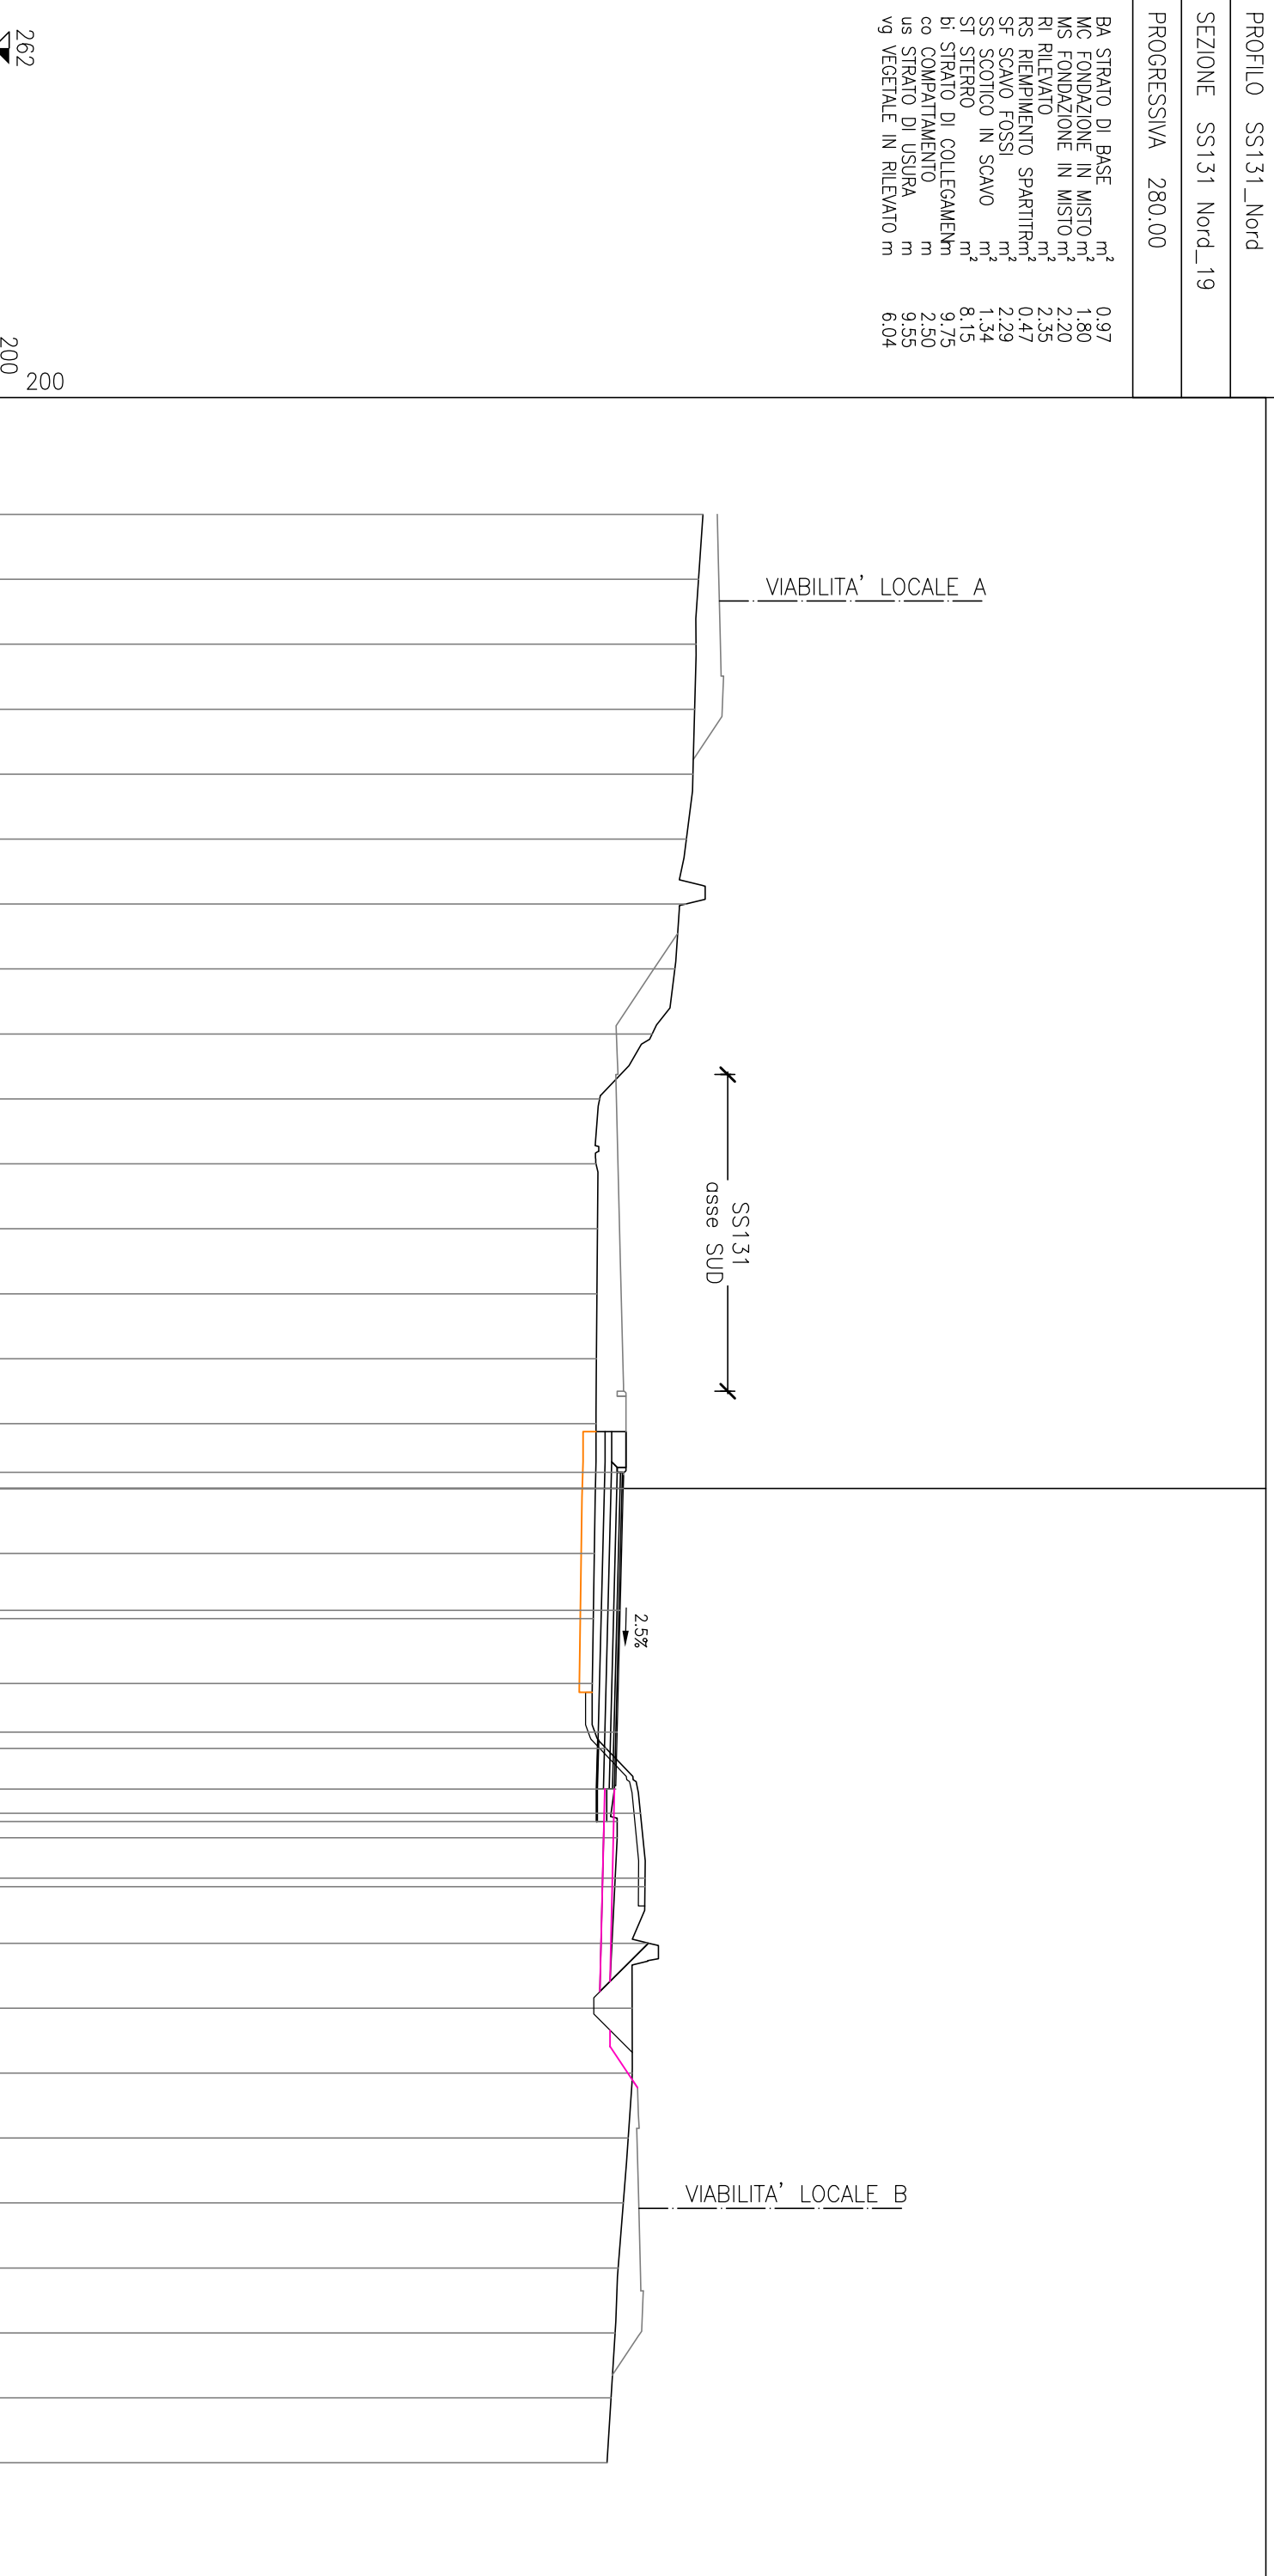 PROFILO SS131_Nord
SEZIONE SS131 Nord_19
PROGRESSIVA 280.00
BA STRATO DI BASE m² 0.97
MC FONDAZIONE IN MISTO m² 1.80
MS FONDAZIONE IN MISTO m² 2.20
RI RILEVATO m² 2.35
RS RIEMPIMENTO SPARTITR m² 0.47
SF SCAVO FOSSI m² 2.29
SS SCOTICO IN SCAVO m² 1.34
ST STERRO m² 8.15
bi STRATO DI COLLEGAMEN m 9.75
co COMPATTAMENTO m 2.50
us STRATO DI USURA m 9.55
vg VEGETALE IN RILEVATO m 6.04
VIABILITA' LOCALE A
SS131
asse SUD
2.5%
VIABILITA' LOCALE B
200
200
262